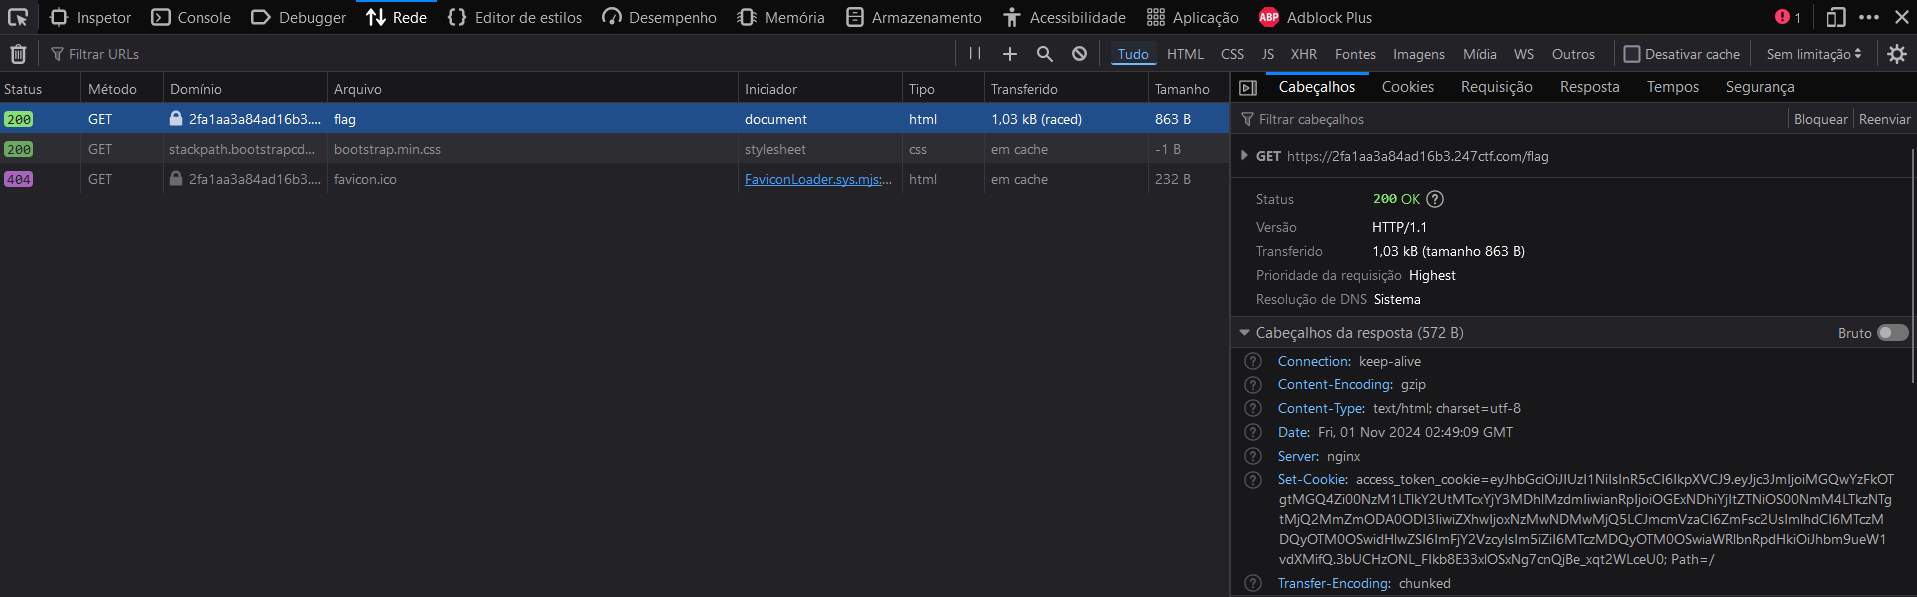 Inspetor Console Debugger Rede Editor de estilos Desempenho Memória Armazenamento Acessibilidade Aplicação ABP Adblock Plus 1
Filtrar URLs Tudo HTML CSS JS XHR Fontes Imagens Mídia WS Outros Desativar cache Sem limitação
Status Método Domínio Arquivo Iniciador Tipo Transferido Tamanho
200 GET 2fa1aa3a84ad16b3.... flag document html 1,03 kB (raced) 863 B
200 GET stackpath.bootstrapcd... bootstrap.min.css stylesheet css em cache -1 B
404 GET 2fa1aa3a84ad16b3.... favicon.ico FaviconLoader.sys.mjs:... html em cache 232 B
Cabeçalhos Cookies Requisição Resposta Tempos Segurança
Filtrar cabeçalhos Bloquear Reenviar
GET https://2fa1aa3a84ad16b3.247ctf.com/flag
Status 200 OK
Versão HTTP/1.1
Transferido 1,03 kB (tamanho 863 B)
Prioridade da requisição Highest
Resolução de DNS Sistema
Cabeçalhos da resposta (572 B) Bruto
Connection: keep-alive
Content-Encoding: gzip
Content-Type: text/html; charset=utf-8
Date: Fri, 01 Nov 2024 02:49:09 GMT
Server: nginx
Set-Cookie: access_token_cookie=eyJhbGciOiJIUzI1NiIsInR5cCI6IkpXVCJ9.eyJjc3JmIjoiMGQwYzFkOT
gtMGQ4Zi00NzM1LTlkY2UtMTcxYjY3MDhlMzdmIiwianRpIjoiOGExNDhiYjItZTNiOS00NmM4LTkzNTg
tMjQ2MmZmODA0ODI3IiwiZXhwIjoxNzMwNDMwMjQ5LCJmcmVzaCI6ZmFsc2UsImlhdCI6MTczM
DQyOTM0OSwidHlwZSI6ImFjY2VzcyIsIm5iZiI6MTczMDQyOTM0OSwiaWRlbnRpdHkiOiJhbm9ueW1
vdXMifQ.3bUCHzONL_FIkb8E33xlOSxNg7cnQjBe_xqt2WLceU0; Path=/
Transfer-Encoding: chunked